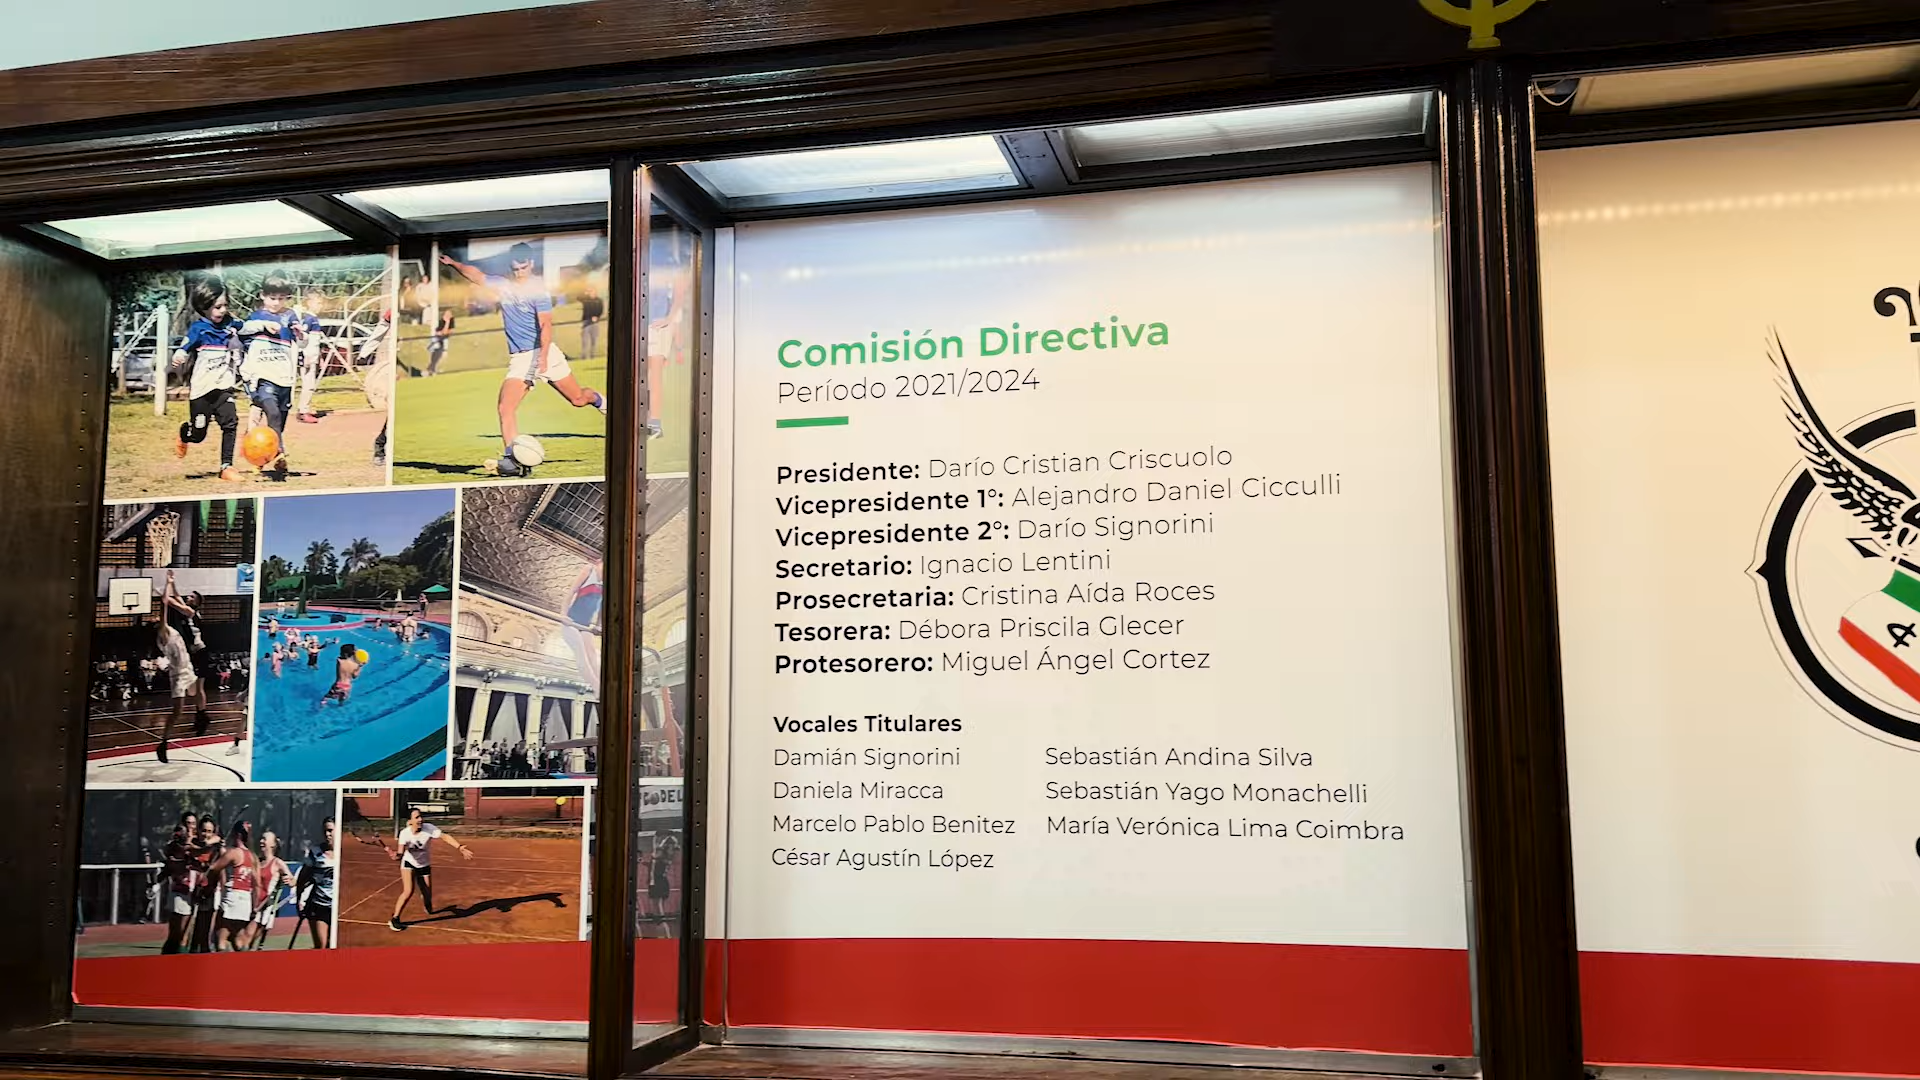 Comisión Directiva
Período 2021/2024
Presidente: Darío Cristian Criscuolo
Vicepresidente 1°: Alejandro Daniel Cicculli
Vicepresidente 2°: Darío Signorini
Secretario: Ignacio Lentini
Prosecretaria: Cristina Aída Roces
Tesorera: Débora Priscila Glecer
Protesorero: Miguel Ángel Cortez
Vocales Titulares
Damián Signorini
Daniela Miracca
Marcelo Pablo Benitez
César Agustín López
Sebastián Andina Silva
Sebastián Yago Monachelli
María Verónica Lima Coimbra